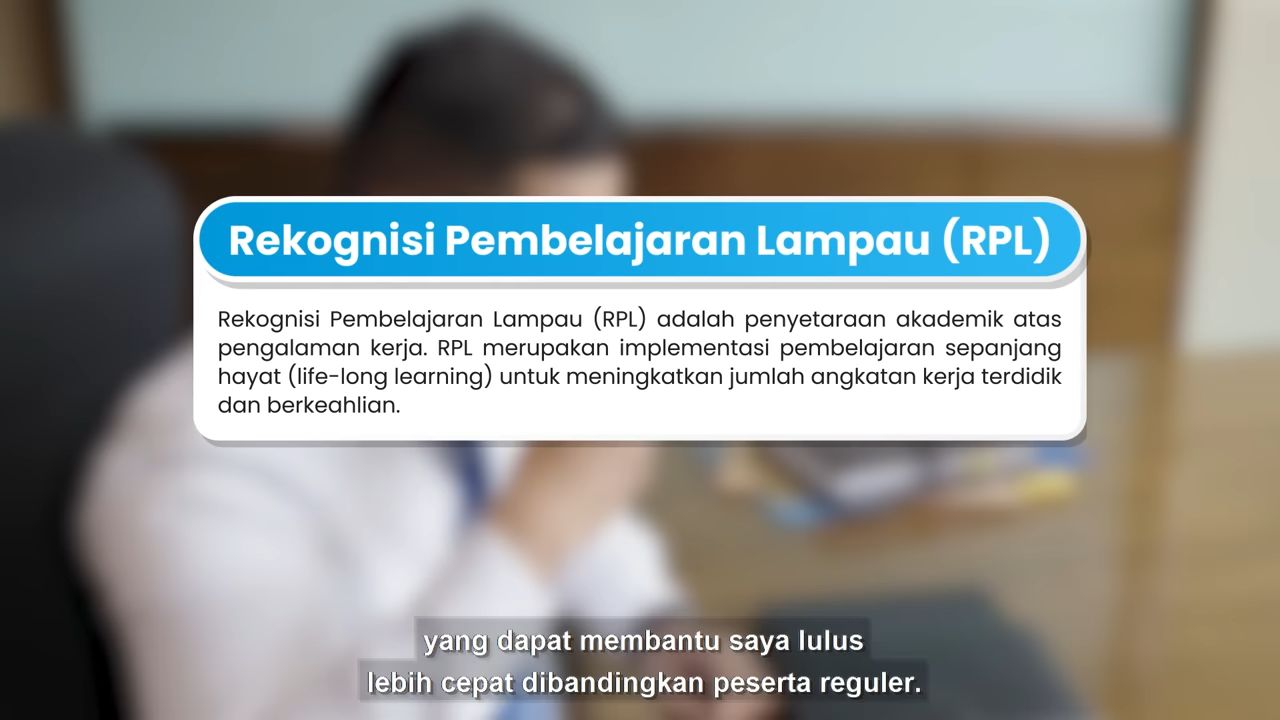 Rekognisi Pembelajaran Lampau (RPL)
Rekognisi Pembelajaran Lampau (RPL) adalah penyetaraan akademik atas
pengalaman kerja. RPL merupakan implementasi pembelajaran sepanjang
hayat (life-long learning) untuk meningkatkan jumlah angkatan kerja terdidik
dan berkeahlian.
yang dapat membantu saya lulus
lebih cepat dibandingkan peserta reguler.